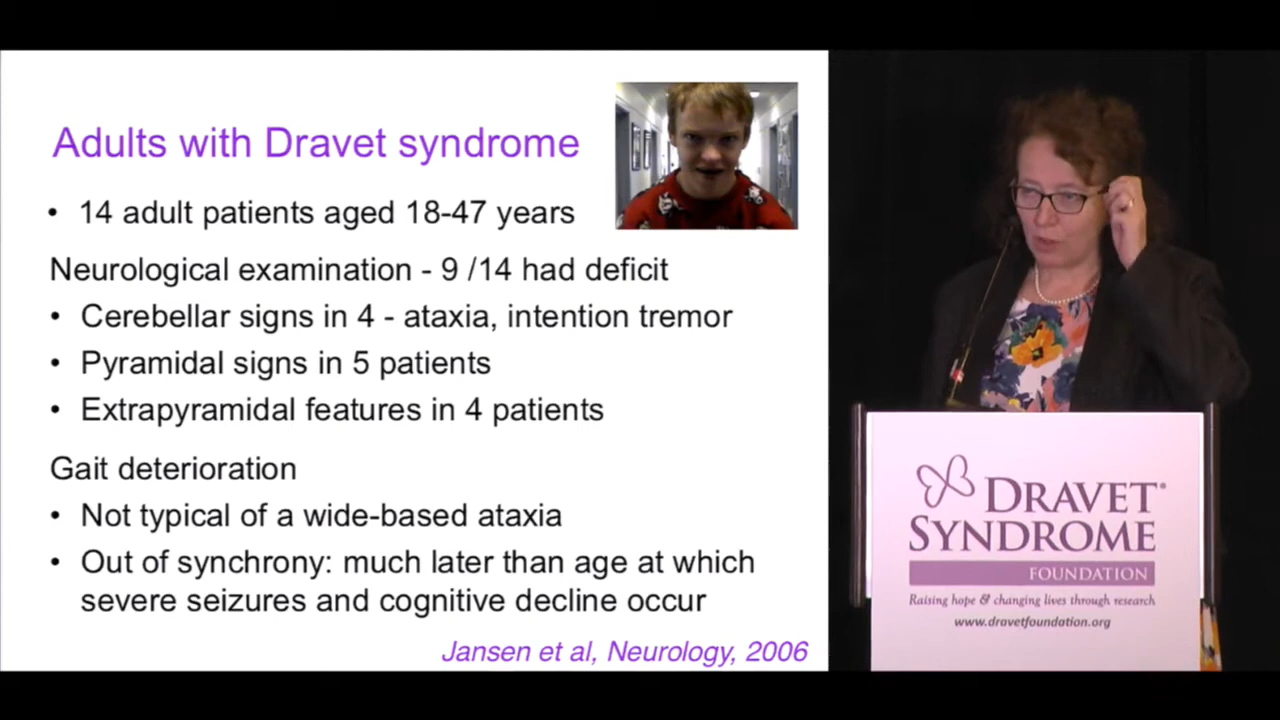 Adults with Dravet syndrome
• 14 adult patients aged 18-47 years
Neurological examination - 9 /14 had deficit
• Cerebellar signs in 4 - ataxia, intention tremor
• Pyramidal signs in 5 patients
• Extrapyramidal features in 4 patients
Gait deterioration
• Not typical of a wide-based ataxia
• Out of synchrony: much later than age at which
severe seizures and cognitive decline occur
Jansen et al, Neurology, 2006
DRAVET®
SYNDROME
FOUNDATION
Raising hope & changing lives through research
www.dravetfoundation.org